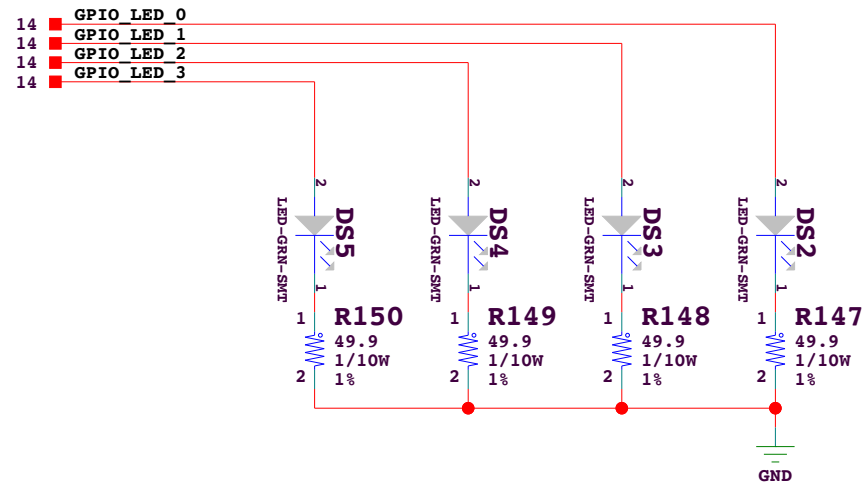 14 GPIO_LED_0
14 GPIO_LED_1
14 GPIO_LED_2
14 GPIO_LED_3
2 2 2 2
LED-GRN-SMT DS5 LED-GRN-SMT DS4 LED-GRN-SMT DS3 LED-GRN-SMT DS2
1 1 1 1
1 R150 1 R149 1 R148 1 R147
49.9 49.9 49.9 49.9
1/10W 1/10W 1/10W 1/10W
2 1% 2 1% 2 1% 2 1%
GND